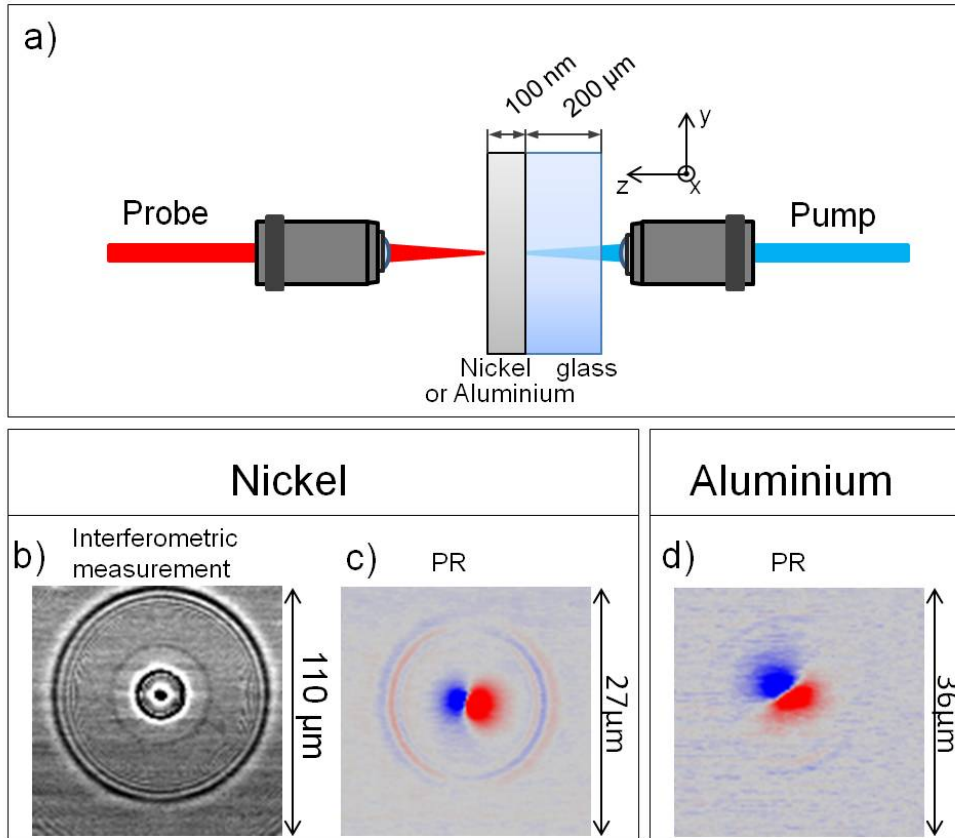 a)
100 nm
200 µm
y
z
x
Probe
Pump
Nickel
or Aluminium
glass
Nickel
Aluminium
b)
Interferometric
measurement
110 µm
c)
PR
27µm
d)
PR
36µm